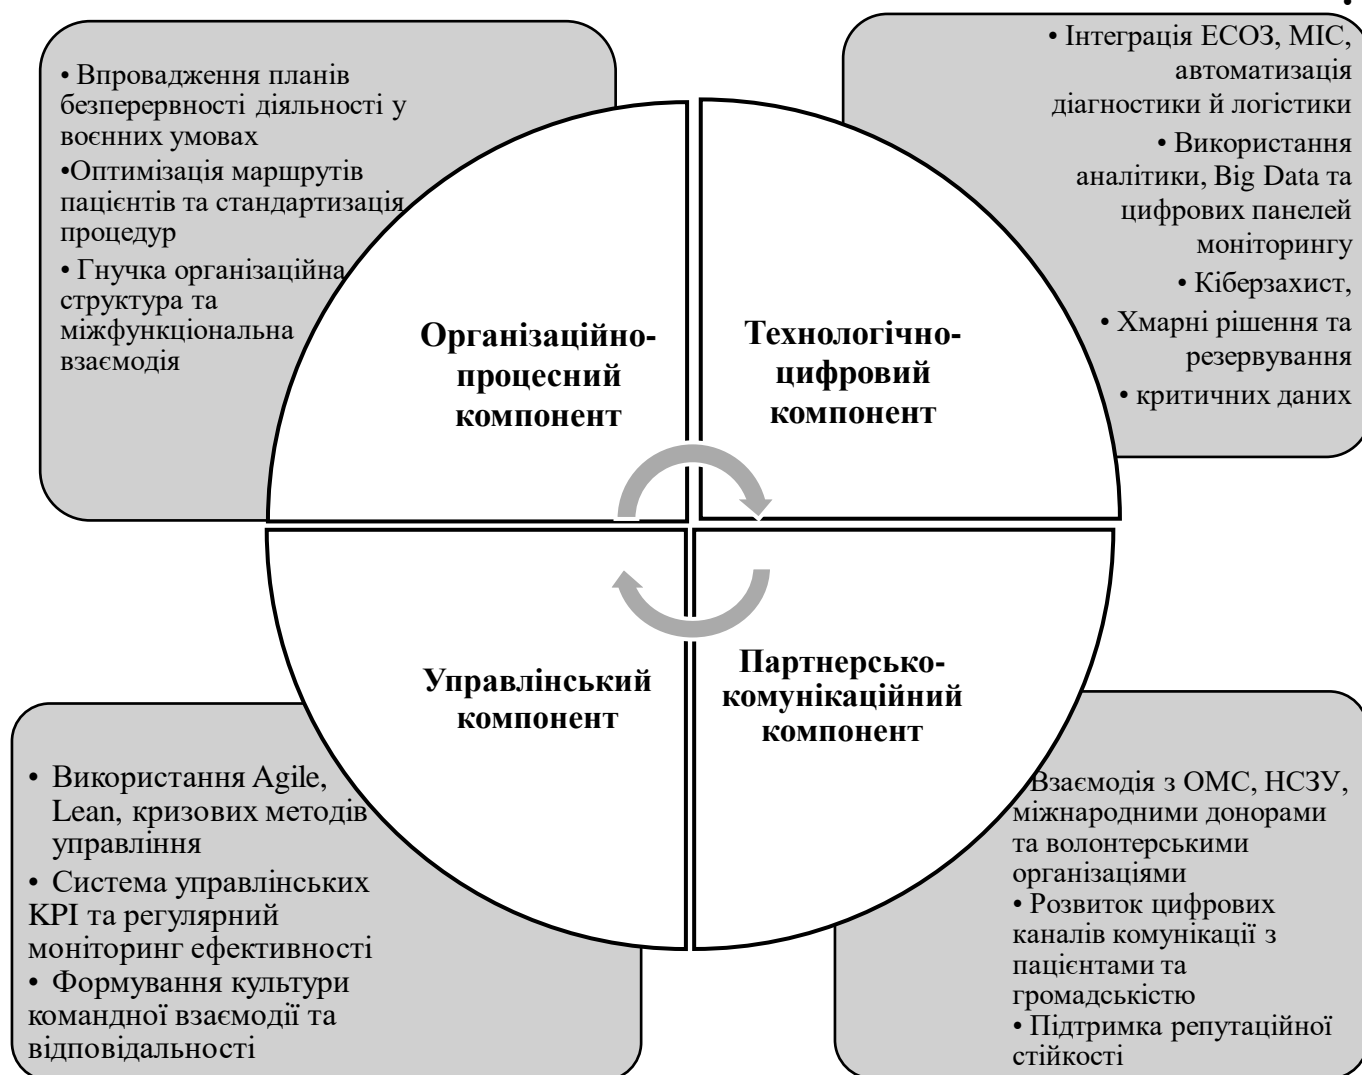 • Впровадження планів
безперервності діяльності у
воєнних умовах
•Оптимізація маршрутів
пацієнтів та стандартизація
процедур
• Гнучка організаційна
структура та
міжфункціональна
взаємодія
•
• Інтеграція ЕСОЗ, МІС,
автоматизація
діагностики й логістики
• Використання
аналітики, Big Data та
цифрових панелей
моніторингу
• Кіберзахист,
• Хмарні рішення та
резервування
• критичних даних
Організаційно-
процесний
компонент
Технологічно-
цифровий
компонент
Управлінський
компонент
Партнерсько-
комунікаційний
компонент
• Використання Agile,
Lean, кризових методів
управління
• Система управлінських
KPI та регулярний
моніторинг ефективності
• Формування культури
командної взаємодії та
відповідальності
Взаємодія з ОМС, НСЗУ,
міжнародними донорами
та волонтерськими
організаціями
• Розвиток цифрових
каналів комунікації з
пацієнтами та
громадськістю
• Підтримка репутаційної
стійкості